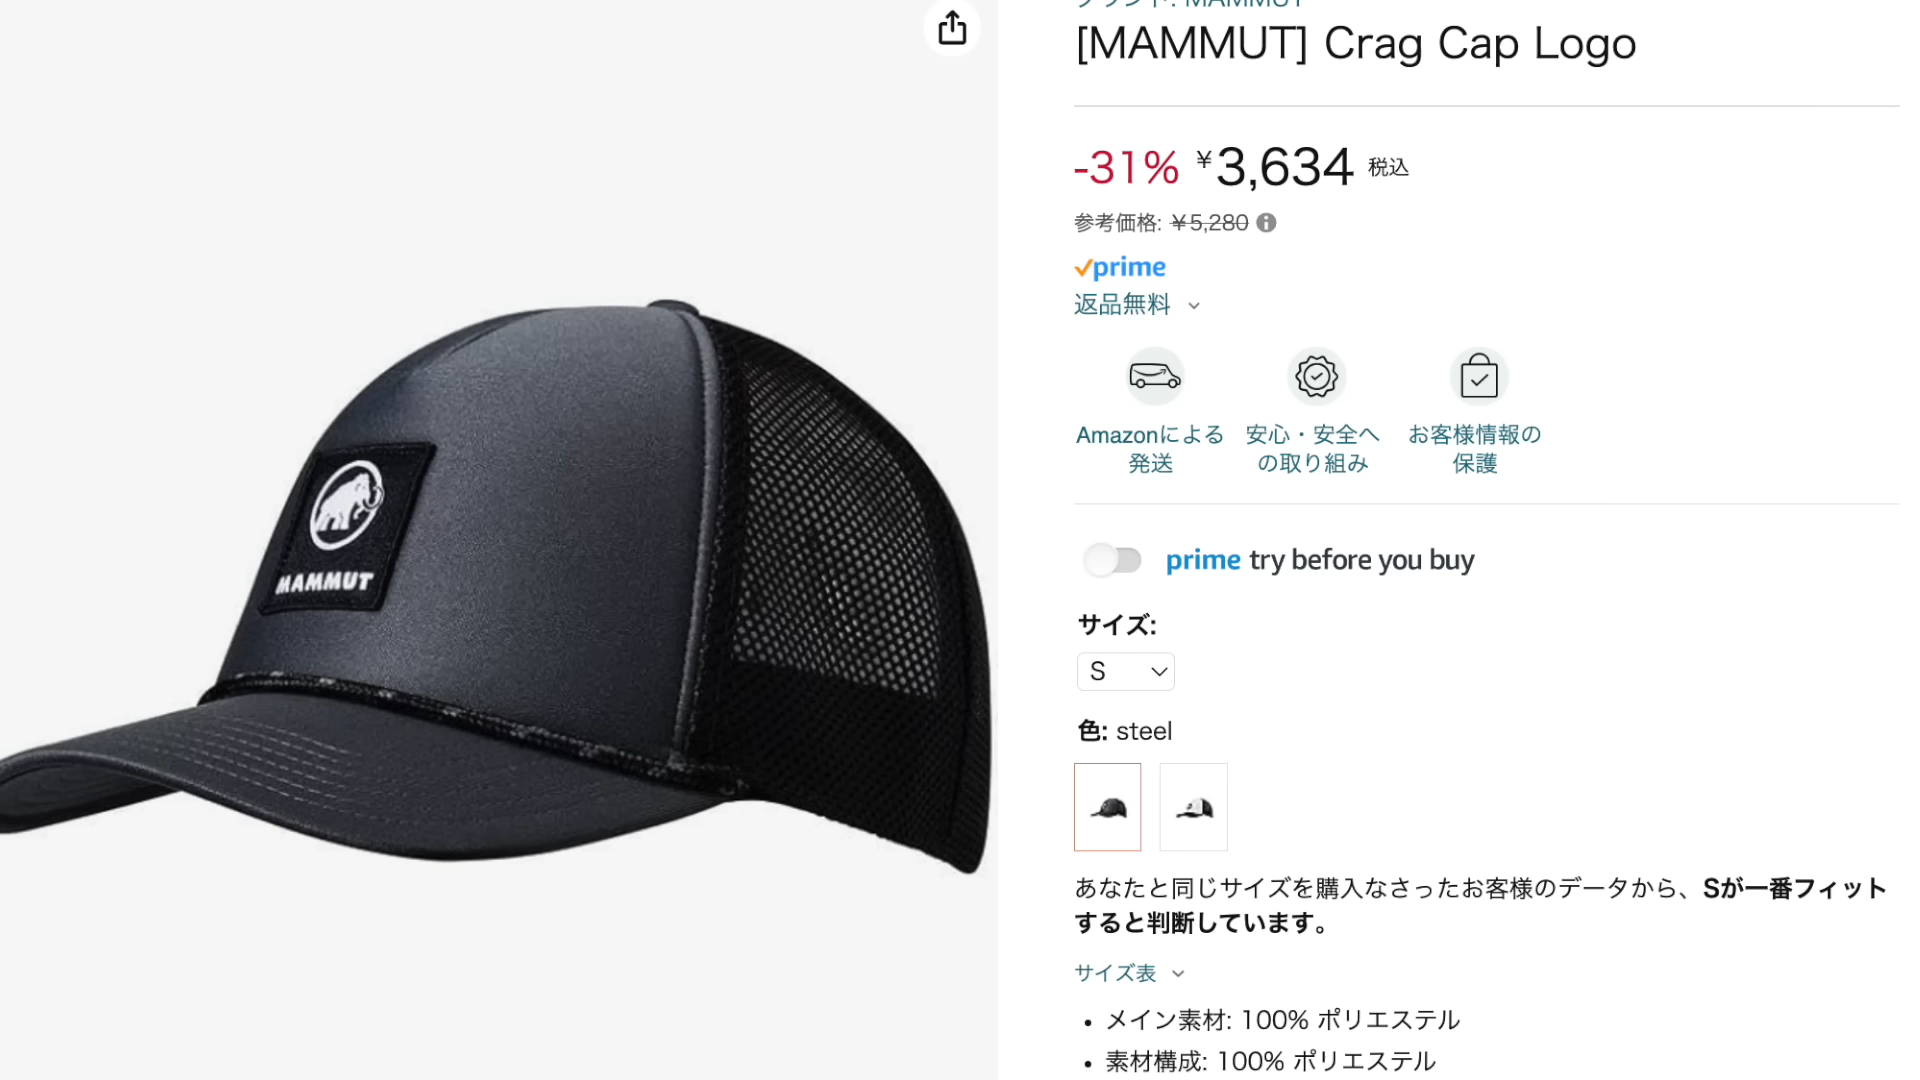 ブランド: MAMMUT
[MAMMUT] Crag Cap Logo
-31% ¥3,634 税込
参考価格: ¥5,280
prime
返品無料
Amazonによる発送
安心・安全への取り組み
お客様情報の保護
prime try before you buy
サイズ:
S
色: steel
あなたと同じサイズを購入なさったお客様のデータから、Sが一番フィット
すると判断しています。
サイズ表
メイン素材: 100% ポリエステル
素材構成: 100% ポリエステル
MAMMUT